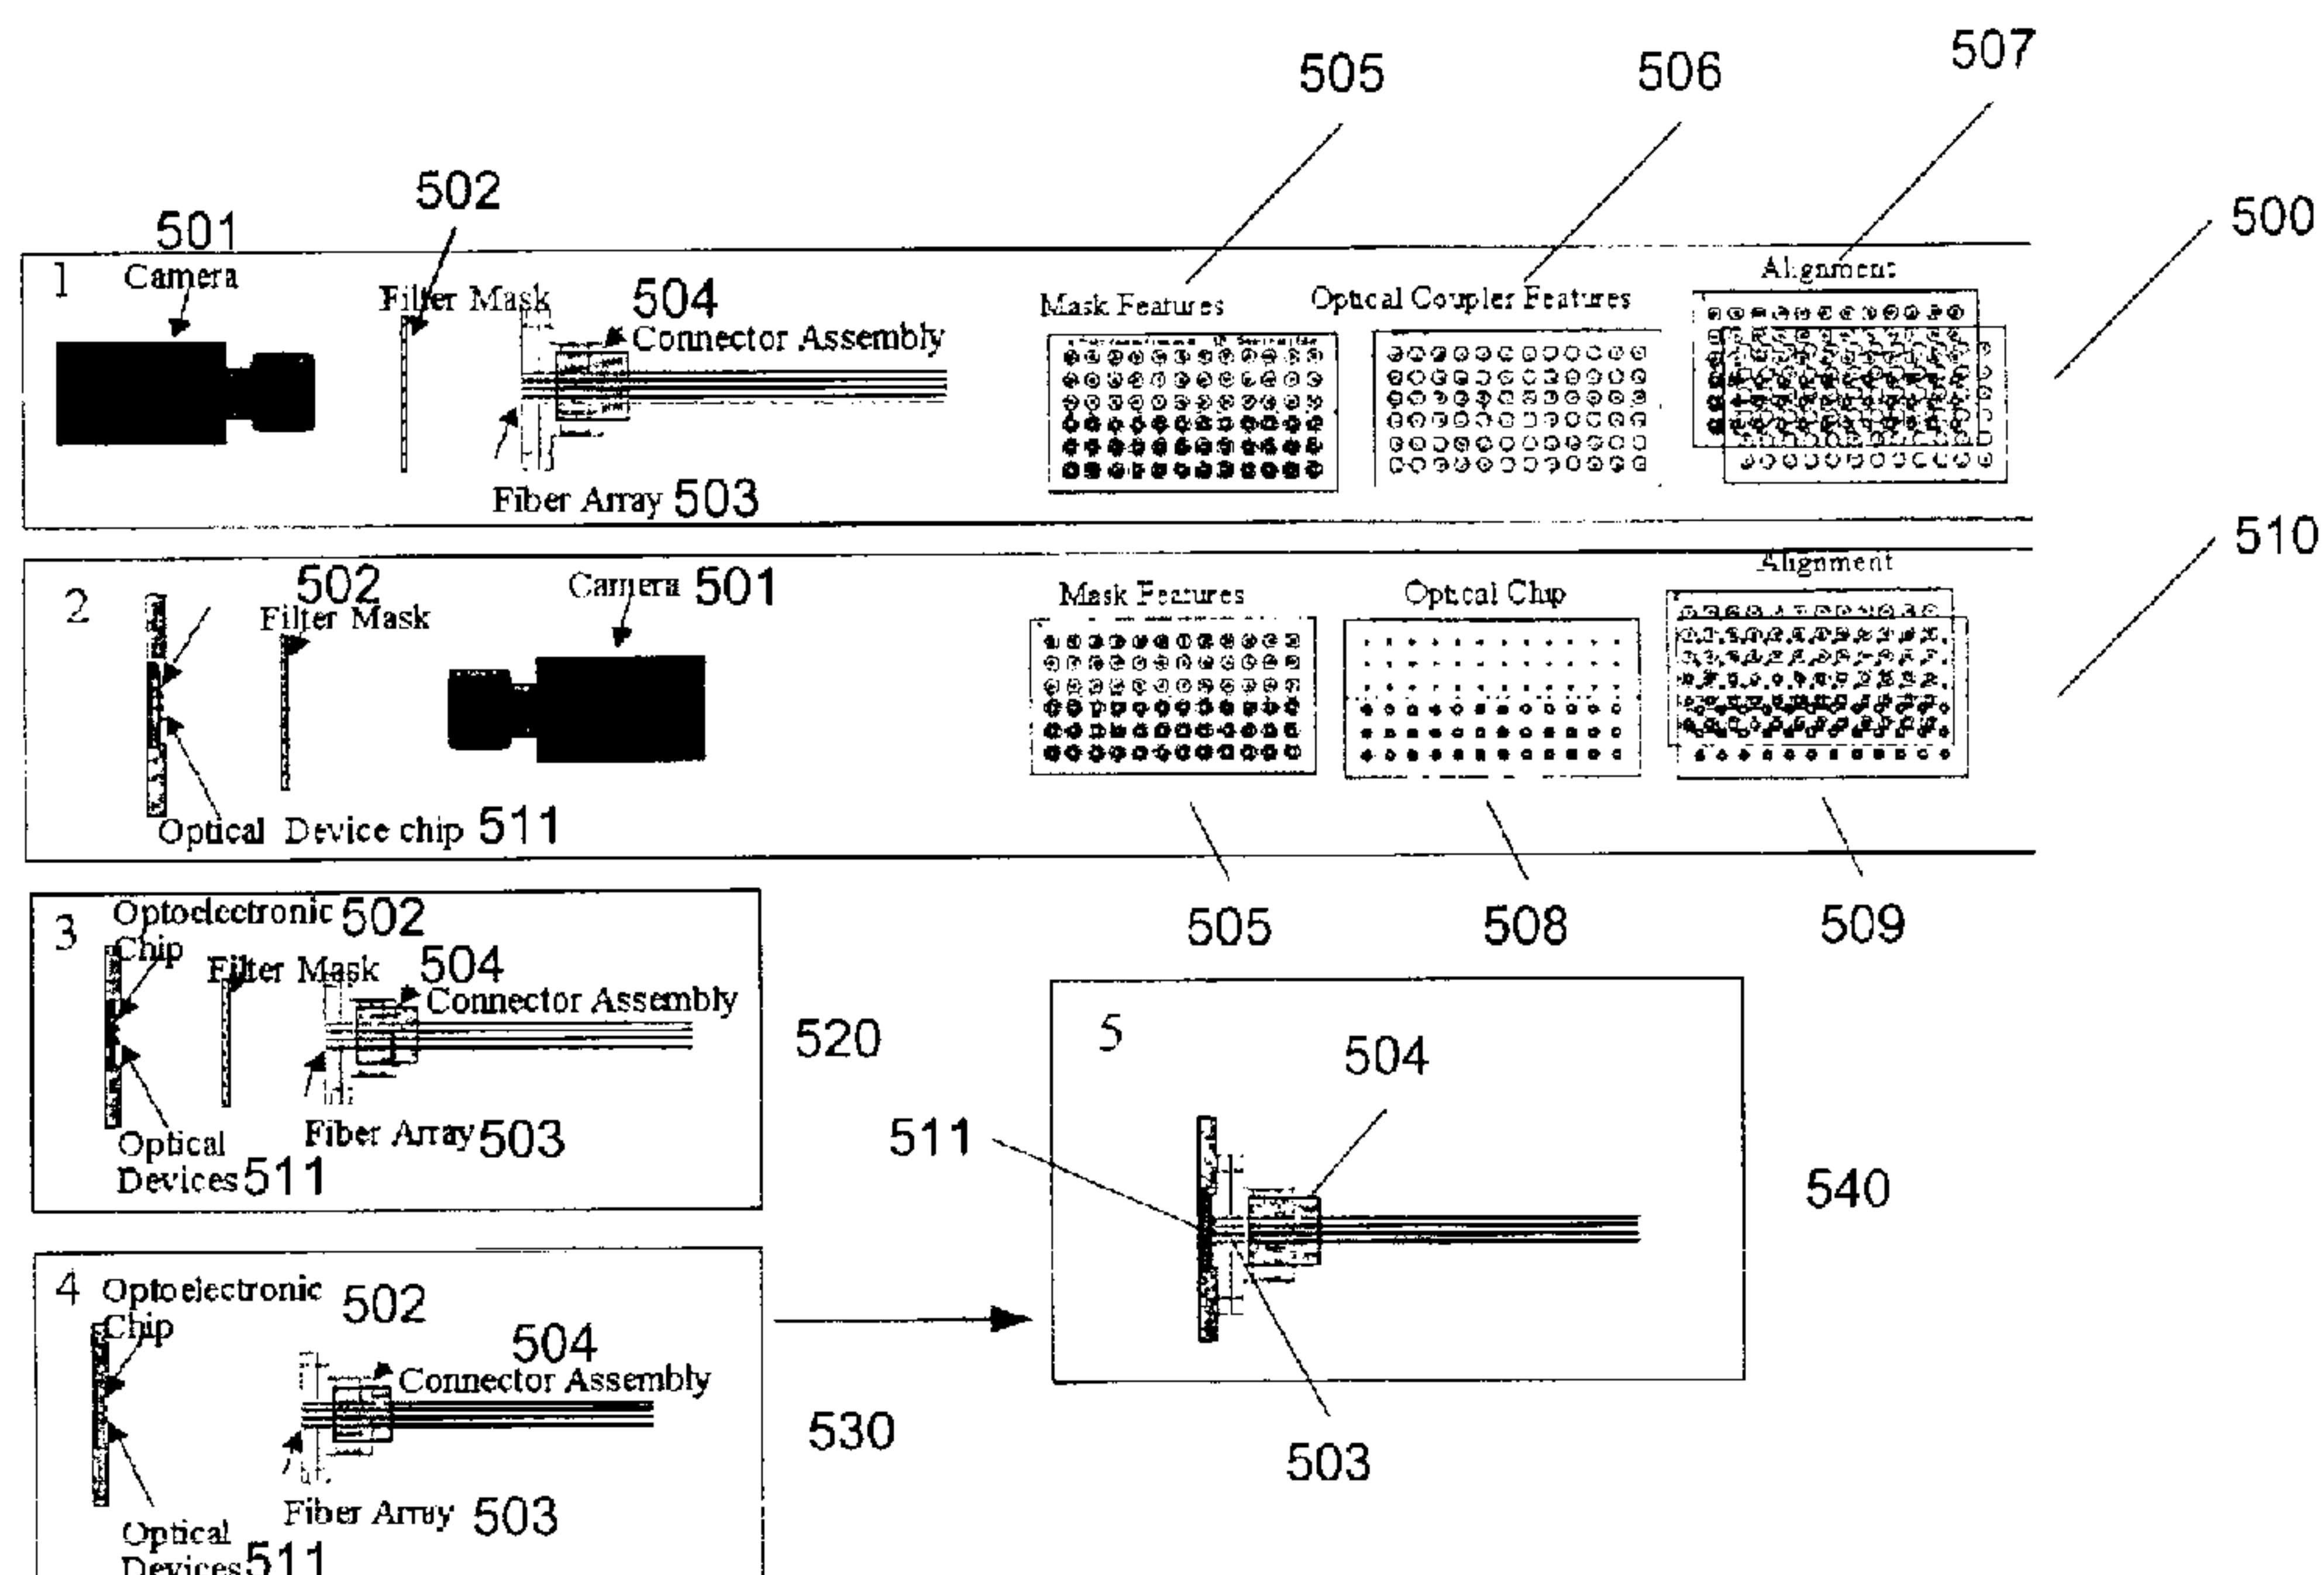 507
505
506
502
500
501
1
Camera
Filter Mask
504
Connector Assembly
Fiber Array 503
Mask Features
Optical Coupler Features
Alignment
510
2
502
Filter Mask
Camera 501
Optical Device chip 511
Mask Features
Optical Chip
Alignment
505
508
509
3
Optoelectronic 502
Chip
Filter Mask
504
Connector Assembly
520
Fiber Array 503
Optical
Devices 511
5
504
511
540
503
4
Optoelectronic 502
Chip
504
Connector Assembly
530
Fiber Array 503
Optical
Devices 511